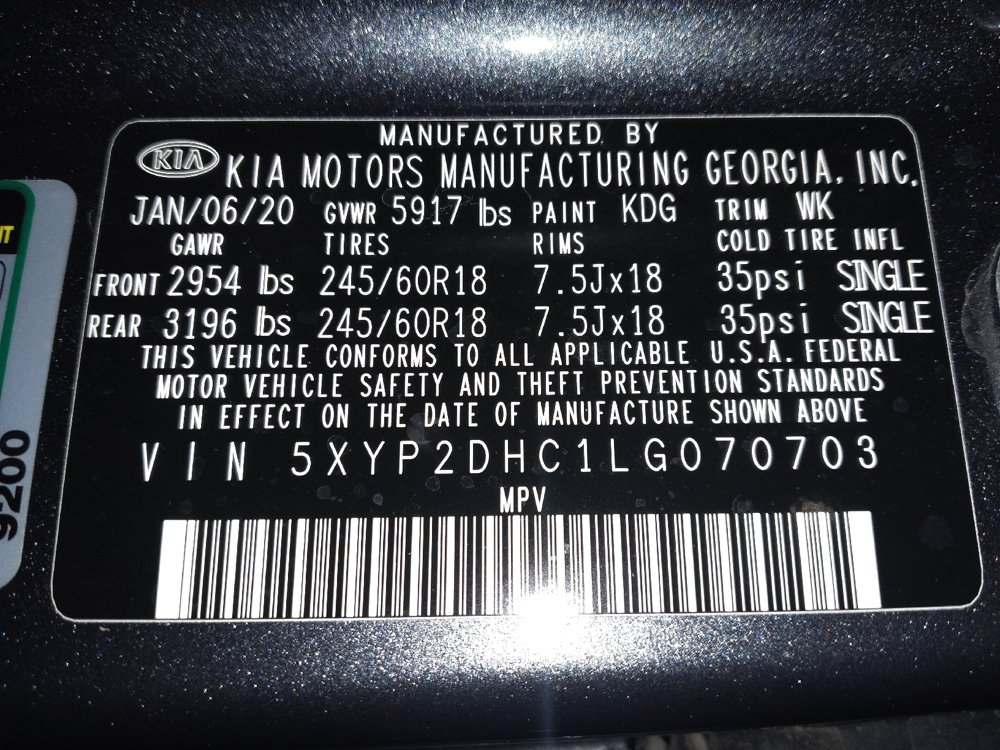 MANUFACTURED BY
KIA KIA MOTORS MANUFACTURING GEORGIA, INC.
JAN/06/20 GVWR 5917 lbs PAINT KDG TRIM WK
GAWR TIRES RIMS COLD TIRE INFL
FRONT 2954 lbs 245/60R18 7.5Jx18 35psi SINGLE
REAR 3196 lbs 245/60R18 7.5Jx18 35psi SINGLE
THIS VEHICLE CONFORMS TO ALL APPLICABLE U.S.A. FEDERAL
MOTOR VEHICLE SAFETY AND THEFT PREVENTION STANDARDS
IN EFFECT ON THE DATE OF MANUFACTURE SHOWN ABOVE
VIN 5XYP2DHC1LG070703
MPV
9200